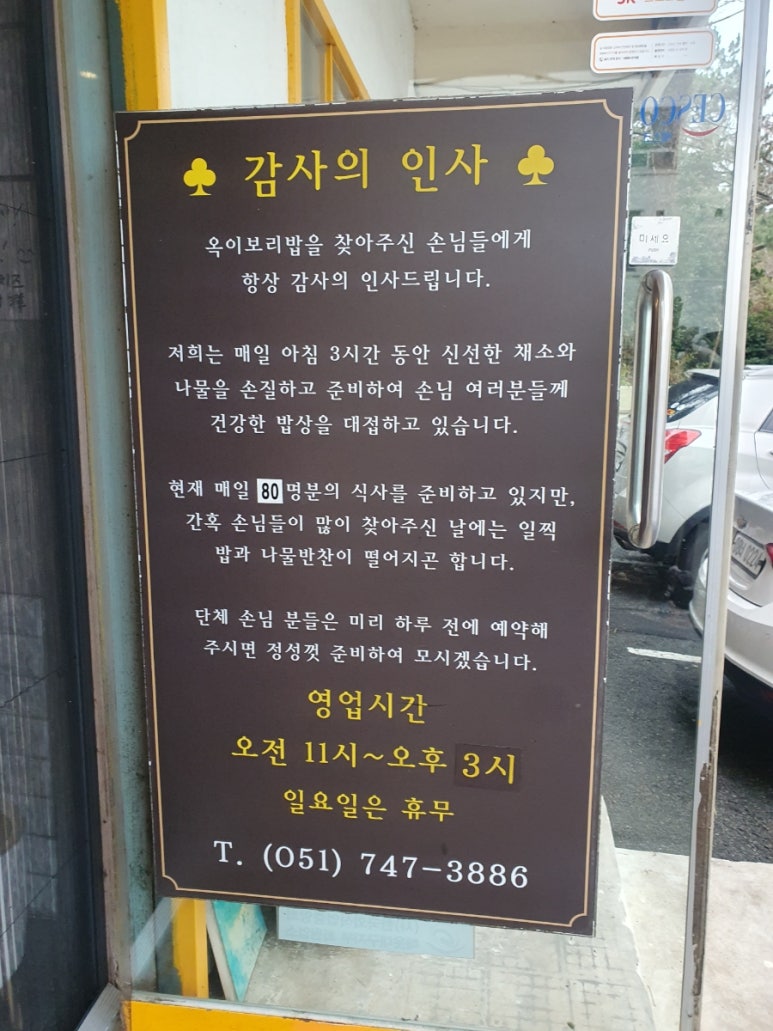 ♣ 감사의 인사 ♣
옥이보리밥을 찾아주신 손님들에게
항상 감사의 인사드립니다.
저희는 매일 아침 3시간 동안 신선한 채소와
나물을 손질하고 준비하여 손님 여러분들께
건강한 밥상을 대접하고 있습니다.
현재 매일 80명분의 식사를 준비하고 있지만,
간혹 손님들이 많이 찾아주신 날에는 일찍
밥과 나물반찬이 떨어지곤 합니다.
단체 손님 분들은 미리 하루 전에 예약해
주시면 정성껏 준비하여 모시겠습니다.
영업시간
오전 11시~오후 3시
일요일은 휴무
T. (051) 747-3886
미세요
CESCO